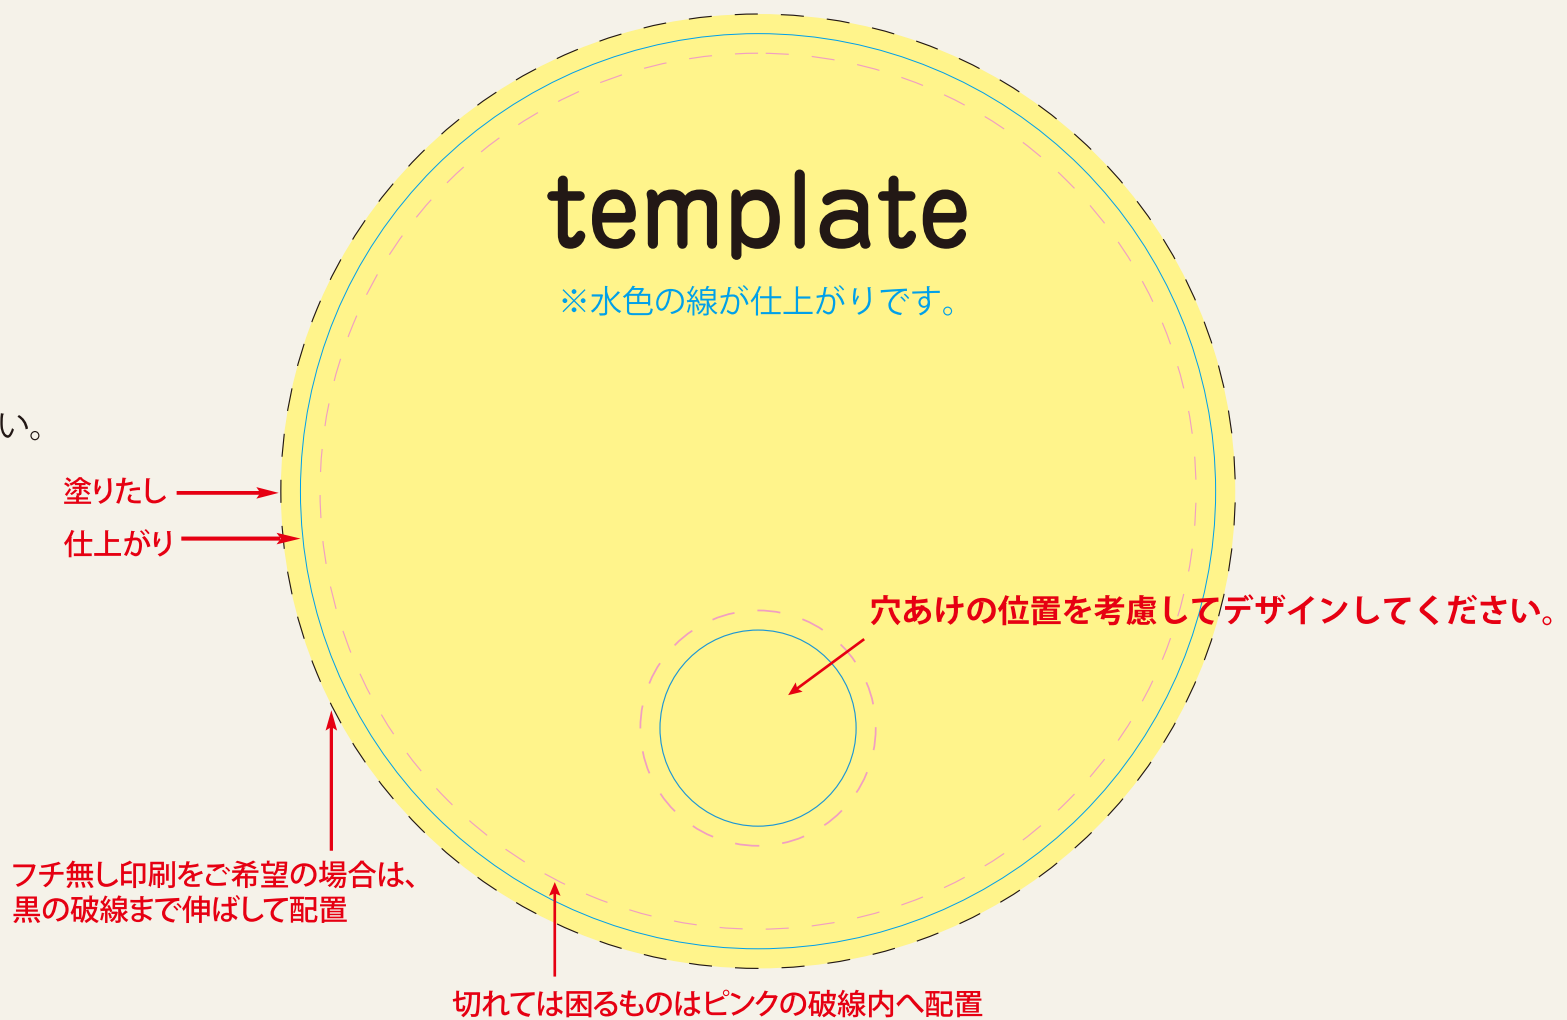 template
※水色の線が仕上がりです。
い。
塗りたし
仕上がり
穴あけの位置を考慮してデザインしてください。
フチ無し印刷をご希望の場合は、
黒の破線まで伸ばして配置
切れては困るものはピンクの破線内へ配置